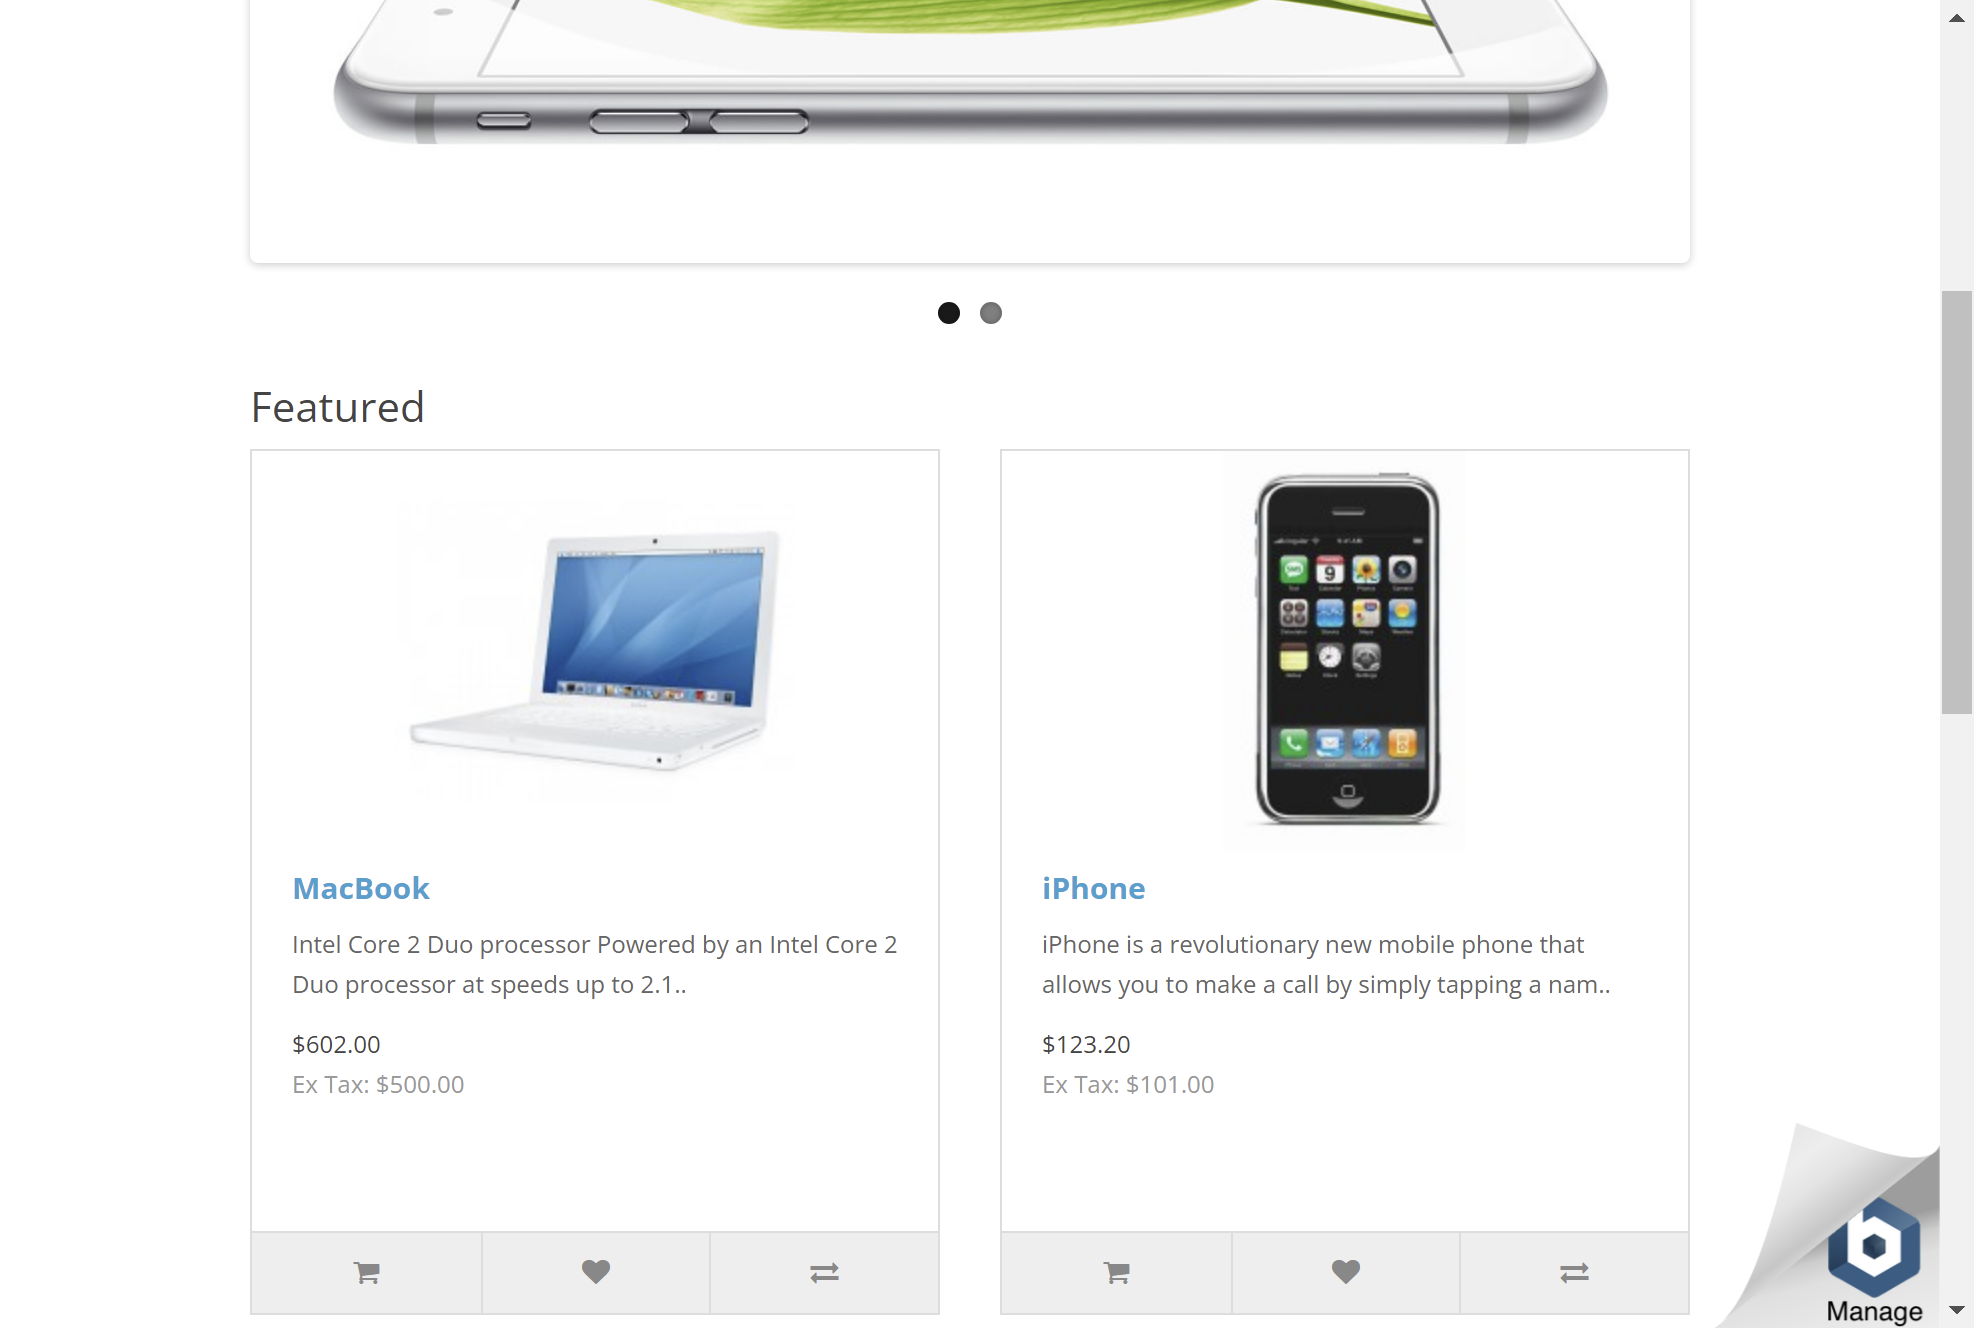 Featured
MacBook
Intel Core 2 Duo processor Powered by an Intel Core 2
Duo processor at speeds up to 2.1..
$602.00
Ex Tax: $500.00
iPhone
iPhone is a revolutionary new mobile phone that
allows you to make a call by simply tapping a nam..
$123.20
Ex Tax: $101.00
Manage